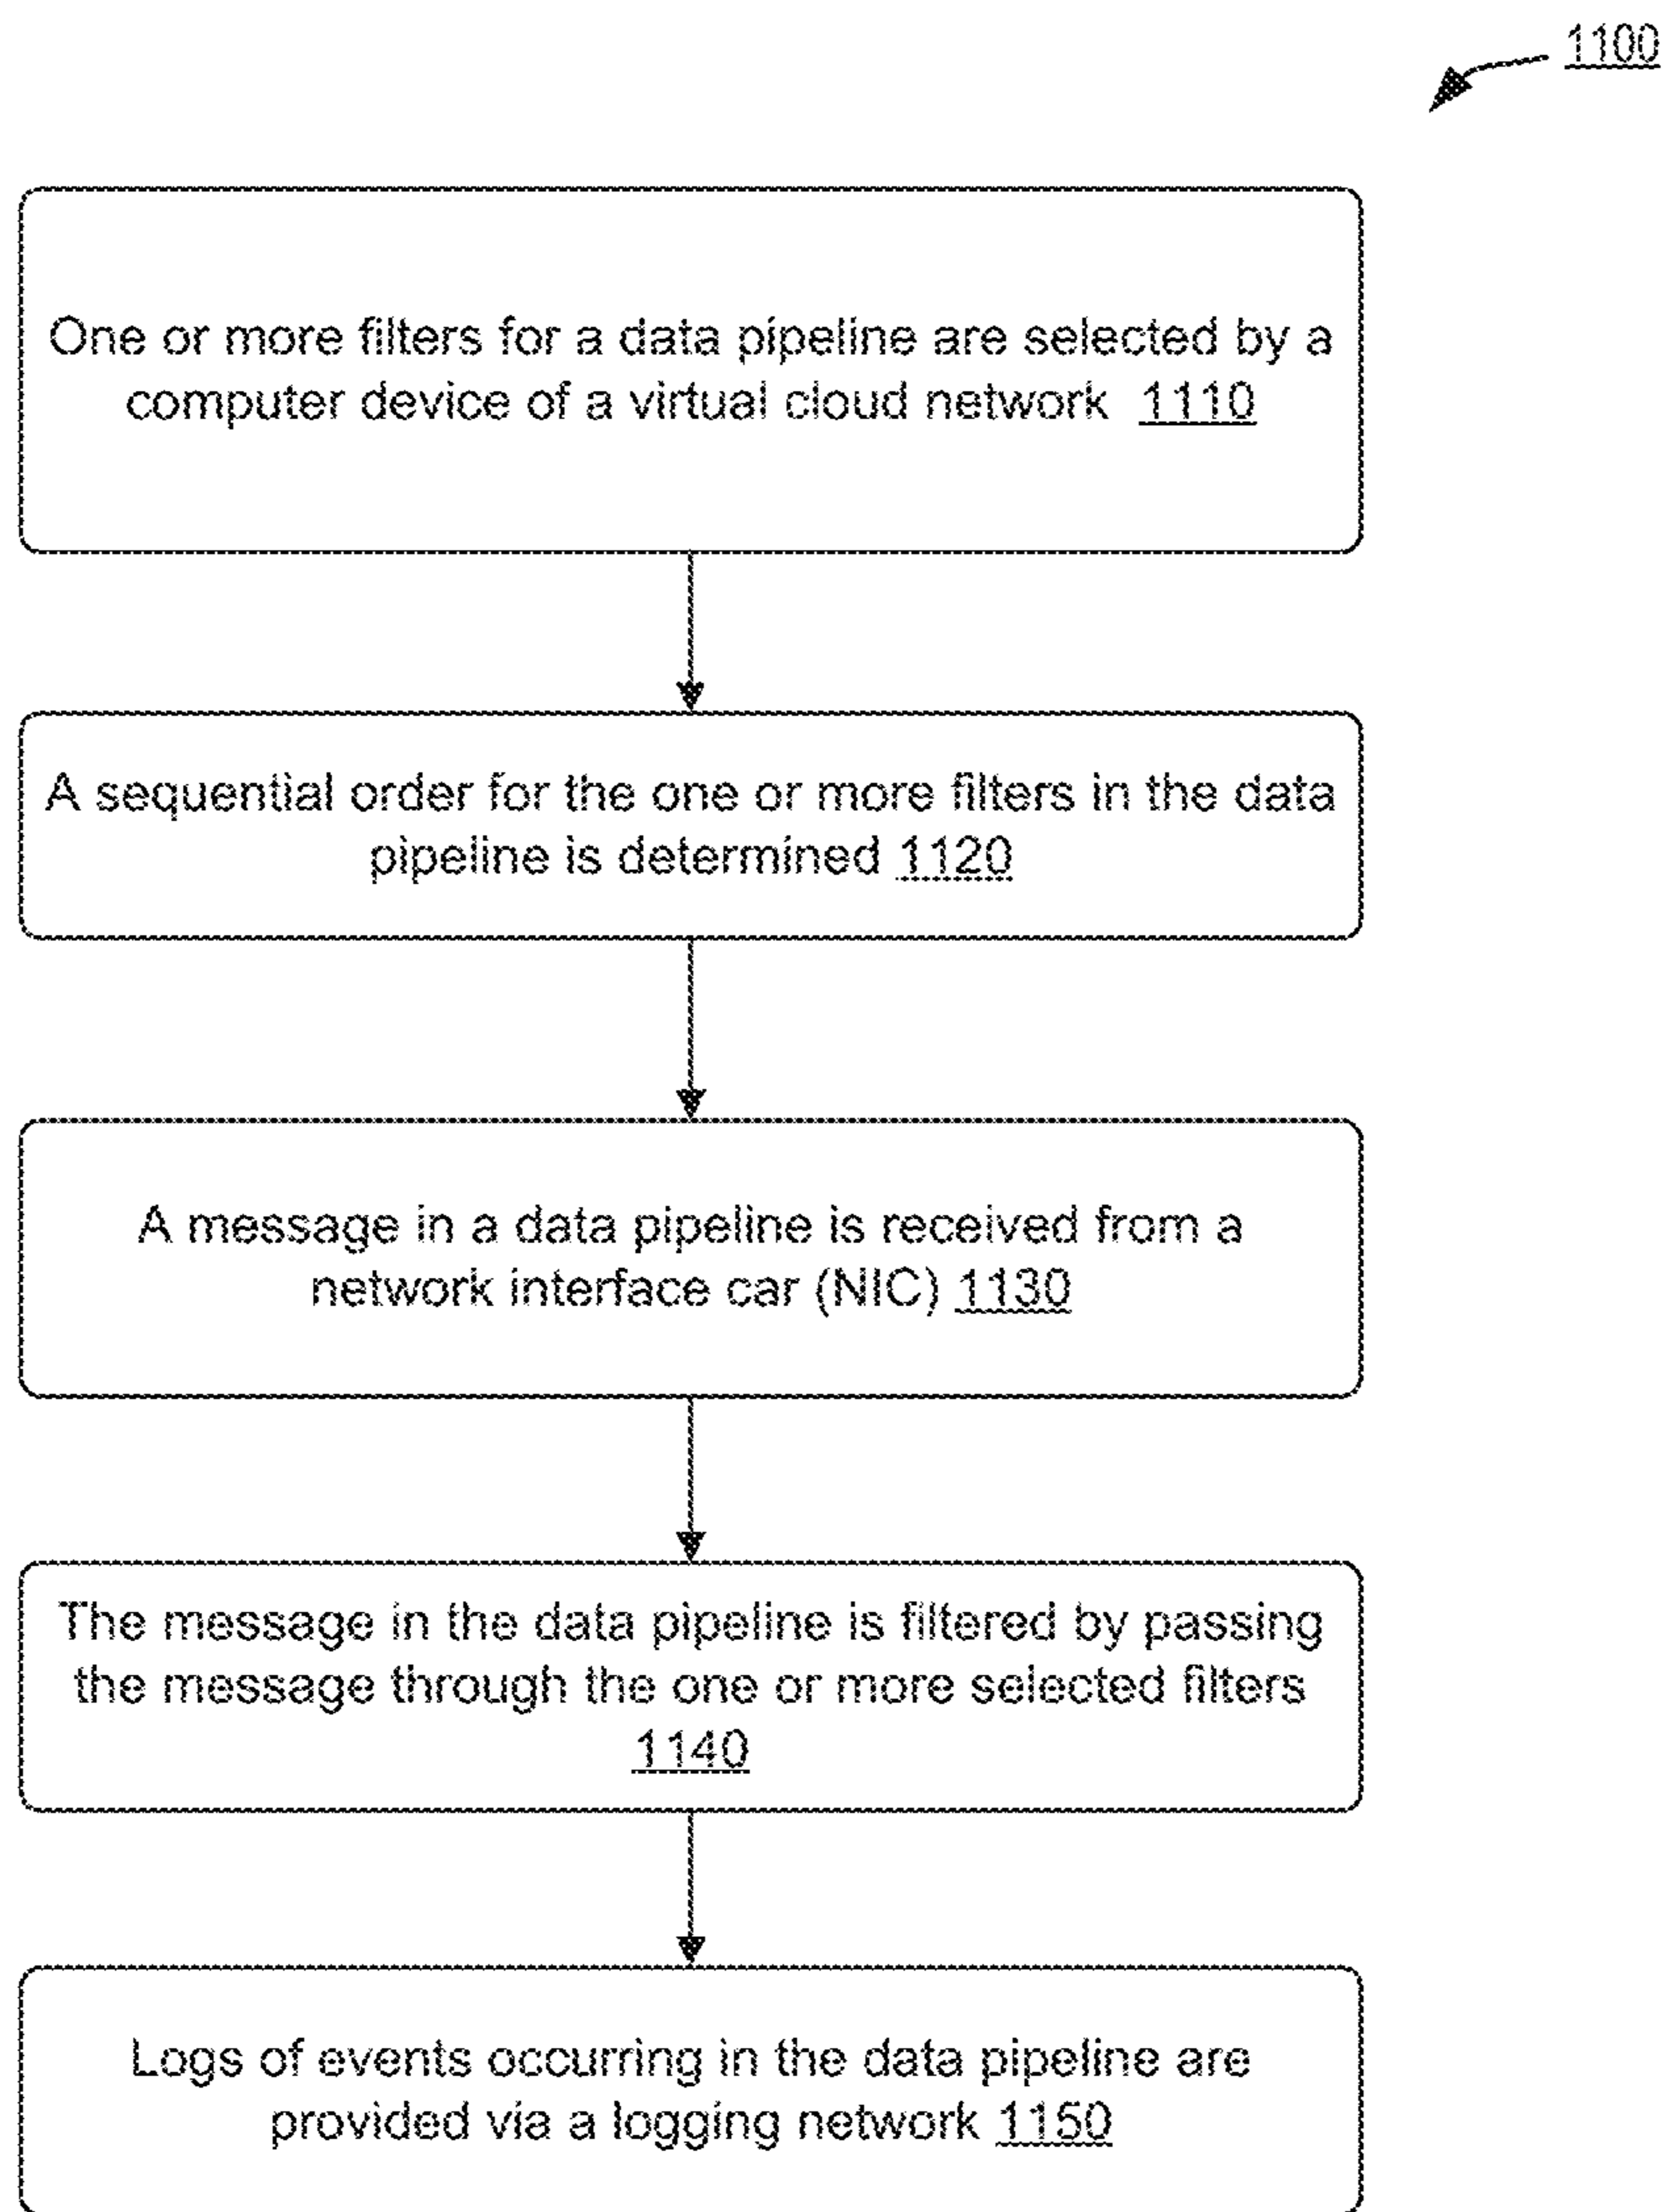 1100
One or more filters for a data pipeline are selected by a
computer device of a virtual cloud network 1110
A sequential order for the one or more filters in the data
pipeline is determined 1120
A message in a data pipeline is received from a
network interface car (NIC) 1130
The message in the data pipeline is filtered by passing
the message through the one or more selected filters
1140
Logs of events occurring in the data pipeline are
provided via a logging network 1150